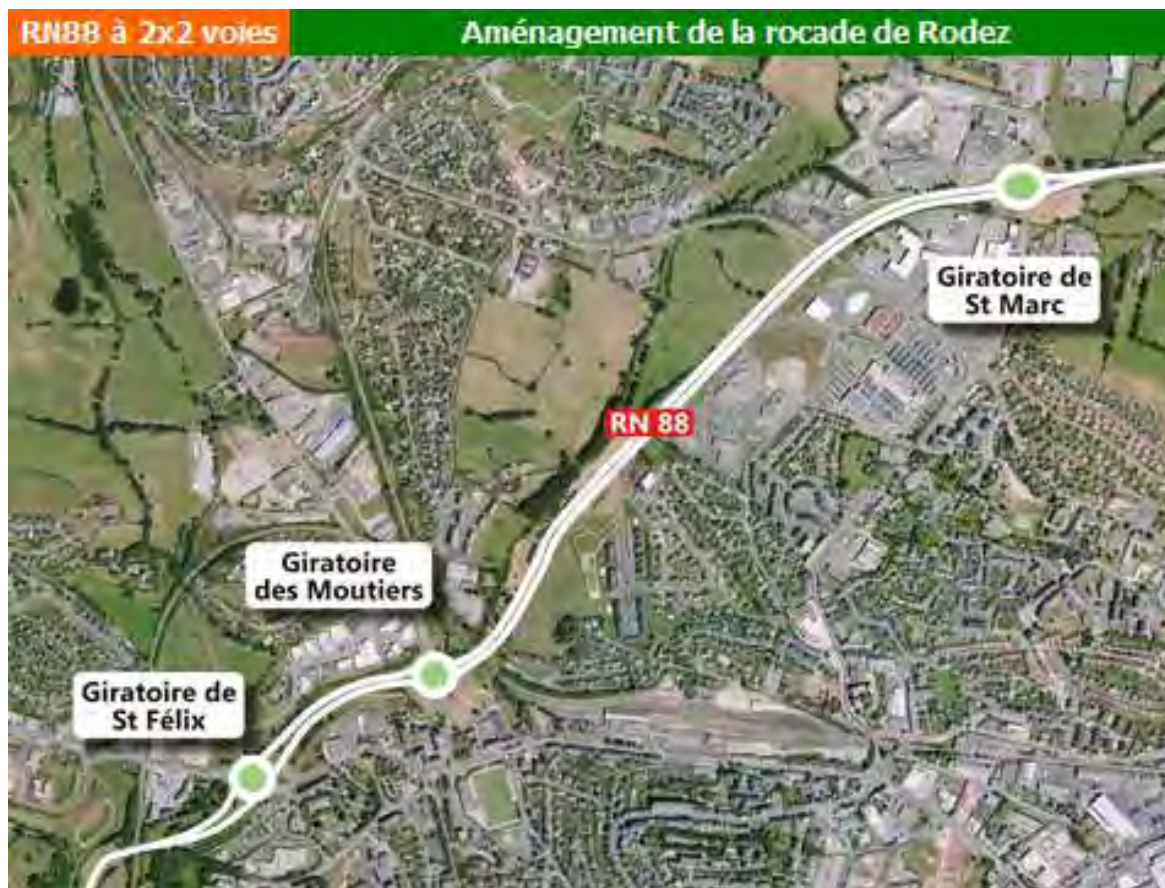 RN88 à 2x2 voies
Aménagement de la rocade de Rodez
Giratoire de
St Marc
RN 88
Giratoire
des Moutiers
Giratoire de
St Félix